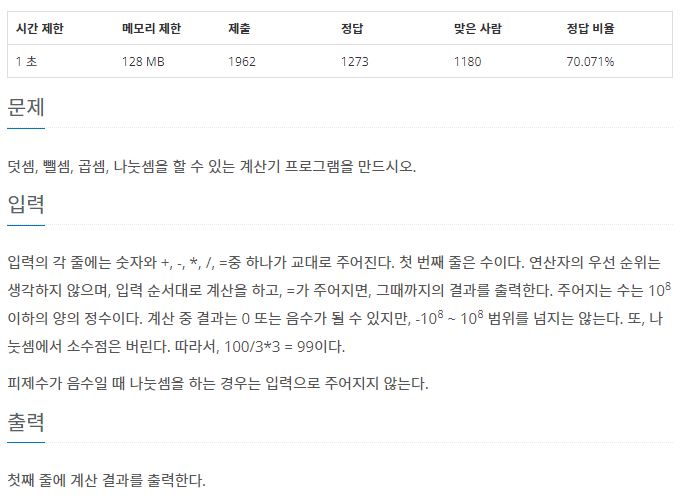 시간 제한 메모리 제한 제출 정답 맞은 사람 정답 비율
1 초 128 MB 1962 1273 1180 70.071%
문제
덧셈, 뺄셈, 곱셈, 나눗셈을 할 수 있는 계산기 프로그램을 만드시오.
입력
입력의 각 줄에는 숫자와 +, -, *, /, =중 하나가 교대로 주어진다. 첫 번째 줄은 수이다. 연산자의 우선 순위는
생각하지 않으며, 입력 순서대로 계산을 하고, =가 주어지면, 그때까지의 결과를 출력한다. 주어지는 수는 10⁸
이하의 양의 정수이다. 계산 중 결과는 0 또는 음수가 될 수 있지만, -10⁸ ~ 10⁸ 범위를 넘지는 않는다. 또, 나
눗셈에서 소수점은 버린다. 따라서, 100/3*3 = 99이다.
피제수가 음수일 때 나눗셈을 하는 경우는 입력으로 주어지지 않는다.
출력
첫째 줄에 계산 결과를 출력한다.